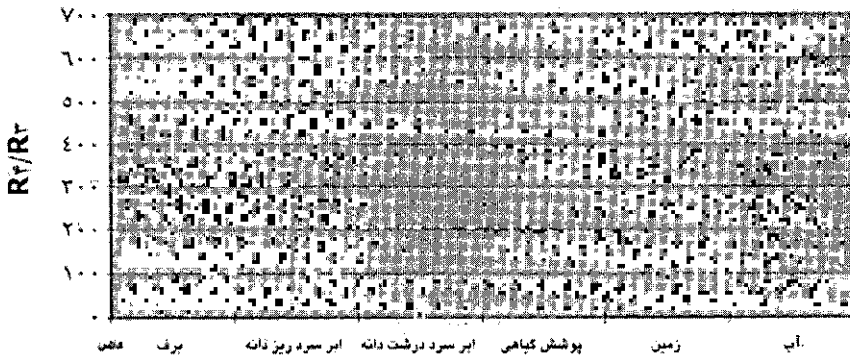 R۴/R۳
۷۰۰
۶۰۰
۵۰۰
۴۰۰
۳۰۰
۲۰۰
۱۰۰
۰
برف
ابر سرد ریز دانه
ابر سرد درشت دانه
پوشش گیاهی
زمین
آب